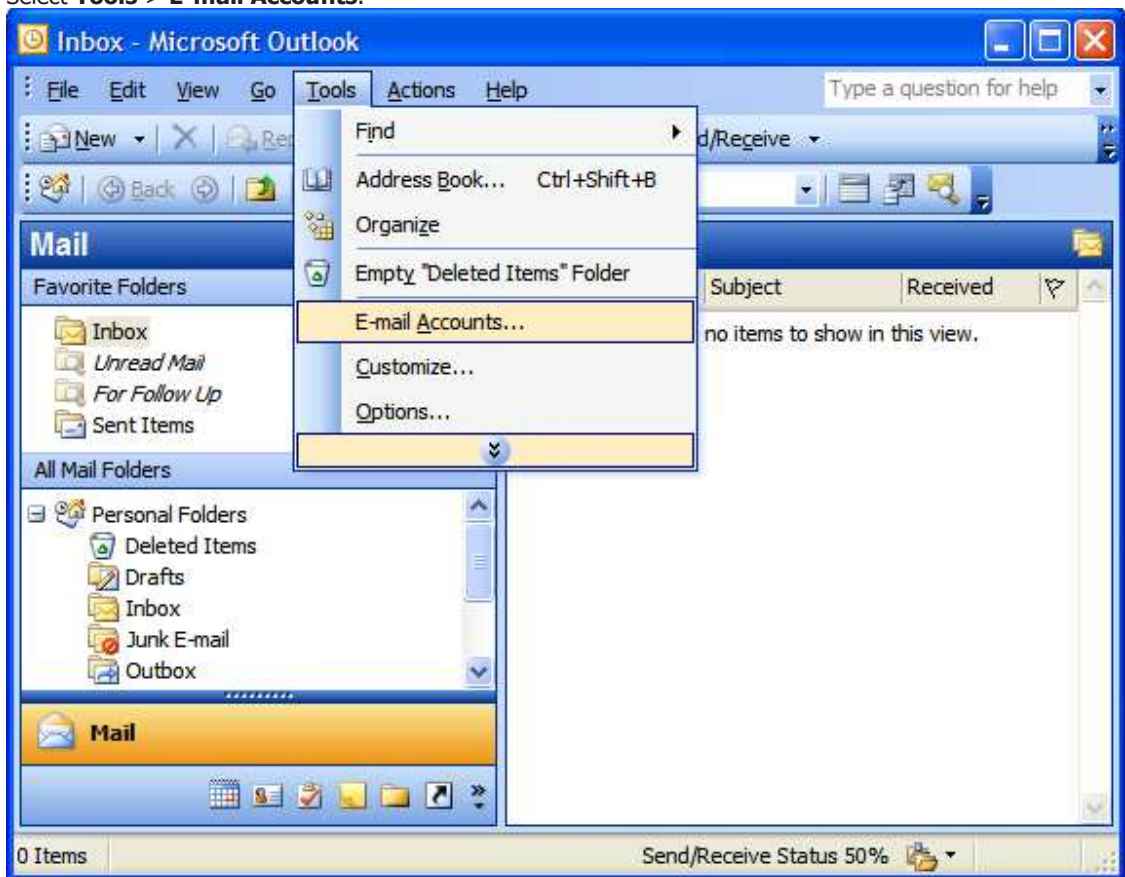 Select Tools > E-mail Accounts.
Inbox - Microsoft Outlook
File Edit View Go Tools Actions Help Type a question for help
New d/Receive
Back
Find
Address Book... Ctrl+Shift+B
Organize
Empty "Deleted Items" Folder
E-mail Accounts...
Customize...
Options...
Mail
Favorite Folders
Inbox
Unread Mail
For Follow Up
Sent Items
All Mail Folders
Personal Folders
Deleted Items
Drafts
Inbox
Junk E-mail
Outbox
Mail
Subject Received
no items to show in this view.
0 Items Send/Receive Status 50%